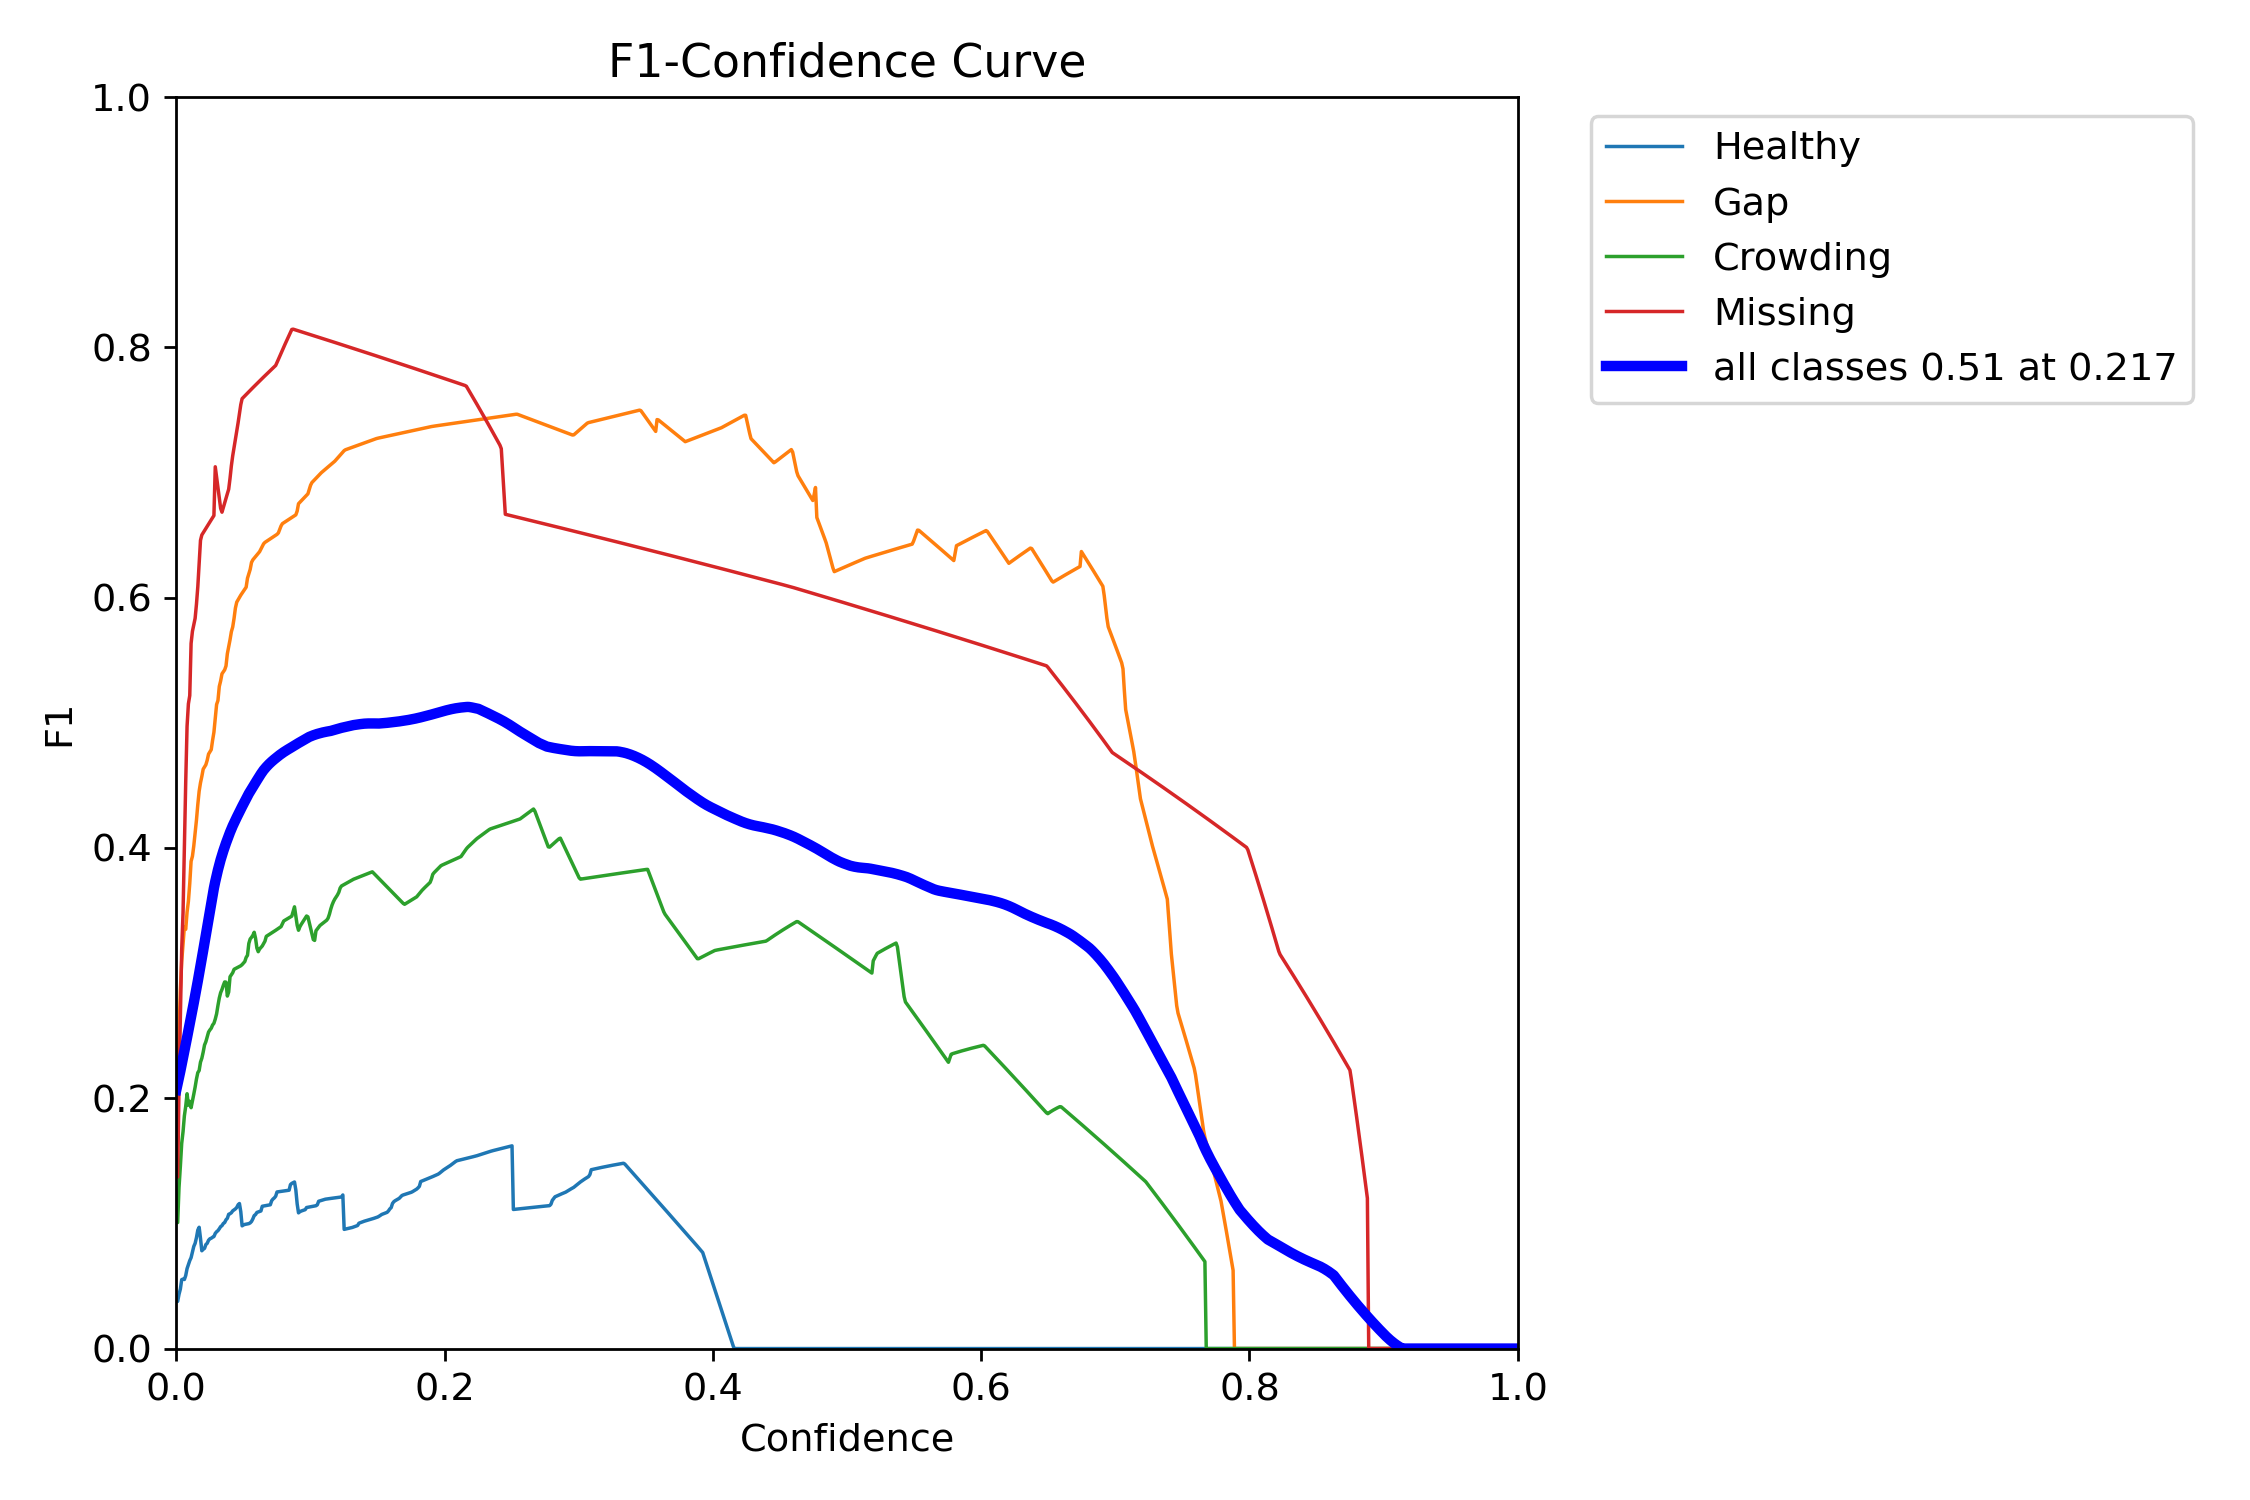 F1-Confidence Curve
1.0
0.8
0.6
0.4
0.2
0.0
F1
0.0 0.2 0.4 0.6 0.8 1.0
Confidence
Healthy
Gap
Crowding
Missing
all classes 0.51 at 0.217